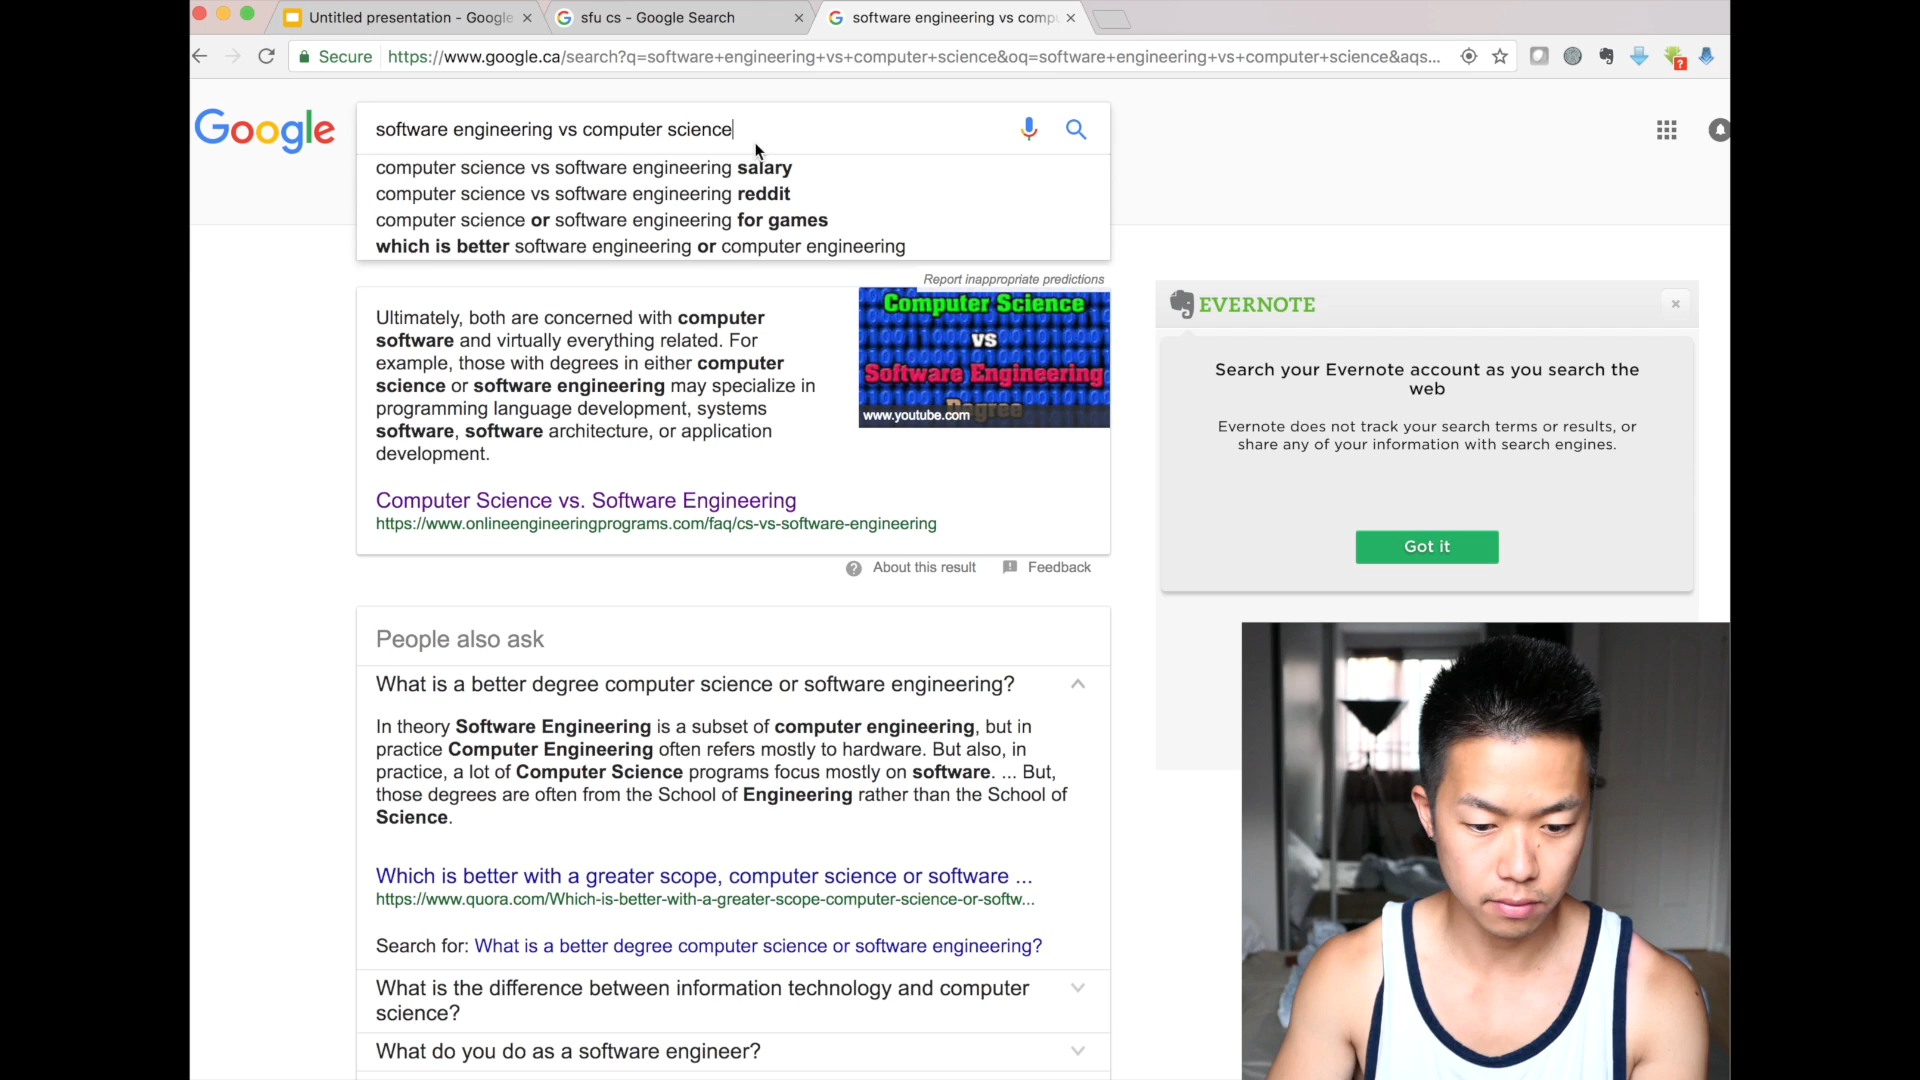 Untitled presentation - Google
sfu cs - Google Search
software engineering vs comp
Secure
https://www.google.ca/search?q=software+engineering+vs+computer+science&oq=software+engineering+vs+computer+science&aqs...
?
Google
software engineering vs computer science
computer science vs software engineering salary
computer science vs software engineering reddit
computer science or software engineering for games
which is better software engineering or computer engineering
Report inappropriate predictions
Ultimately, both are concerned with computer
software and virtually everything related. For
example, those with degrees in either computer
science or software engineering may specialize in
programming language development, systems
software, software architecture, or application
development.
Computer Science
vs
Software Engineering
Degree
www.youtube.com
Computer Science vs. Software Engineering
https://www.onlineengineeringprograms.com/faq/cs-vs-software-engineering
About this result
Feedback
EVERNOTE
Search your Evernote account as you search the
web
Evernote does not track your search terms or results, or
share any of your information with search engines.
Got it
People also ask
What is a better degree computer science or software engineering?
In theory Software Engineering is a subset of computer engineering, but in
practice Computer Engineering often refers mostly to hardware. But also, in
practice, a lot of Computer Science programs focus mostly on software. ... But,
those degrees are often from the School of Engineering rather than the School of
Science.
Which is better with a greater scope, computer science or software ...
https://www.quora.com/Which-is-better-with-a-greater-scope-computer-science-or-softw...
Search for: What is a better degree computer science or software engineering?
What is the difference between information technology and computer
science?
What do you do as a software engineer?